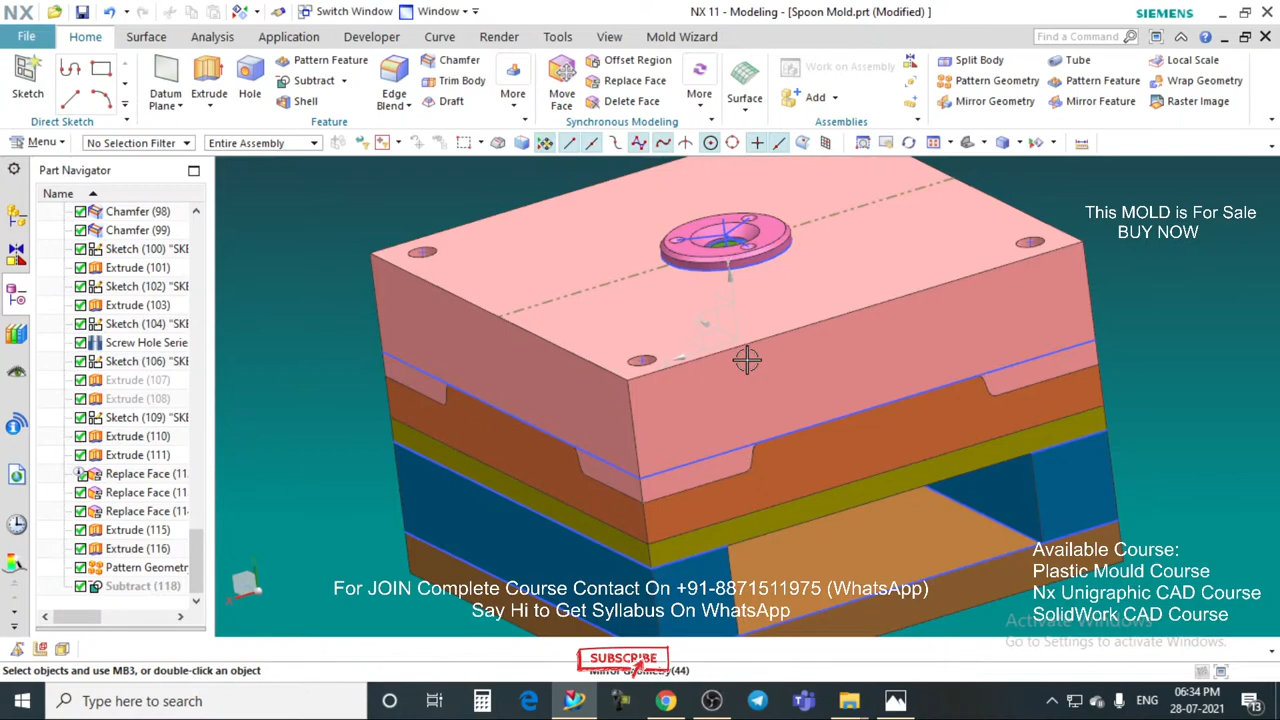 NX
Switch Window
Window
NX 11 - Modeling - [Spoon Mold.prt (Modified) ]
SIEMENS
File
Home
Surface
Analysis
Application
Developer
Curve
Render
Tools
View
Mold Wizard
Find a Command
Sketch
Direct Sketch
Datum Plane
Extrude
Hole
Pattern Feature
Subtract
Shell
Edge Blend
Chamfer
Trim Body
Draft
More
Feature
Move Face
Offset Region
Replace Face
Delete Face
More
Synchronous Modeling
Surface
Work on Assembly
Add
Assemblies
Split Body
Pattern Geometry
Mirror Geometry
Tube
Pattern Feature
Mirror Feature
Local Scale
Wrap Geometry
Raster Image
Menu
No Selection Filter
Entire Assembly
Part Navigator
Name
Chamfer (98)
Chamfer (99)
Sketch (100) "SKE
Extrude (101)
Sketch (102) "SKE
Extrude (103)
Sketch (104) "SKE
Screw Hole Serie
Sketch (106) "SKE
Extrude (107)
Extrude (108)
Sketch (109) "SKE
Extrude (110)
Extrude (111)
Replace Face (11
Replace Face (11
Replace Face (11
Extrude (115)
Extrude (116)
Pattern Geometr
Subtract (118)
This MOLD is For Sale
BUY NOW
For JOIN Complete Course Contact On +91-8871511975 (WhatsApp)
Say Hi to Get Syllabus On WhatsApp
Available Course:
Plastic Mould Course
Nx Unigraphic CAD Course
SolidWork CAD Course
Activate Windows
Go to Settings to activate Windows.
SUBSCRIBE
Select objects and use MB3, or double-click an object
Mirror Geometry(44)
Type here to search
ENG
06:34 PM
28-07-2021
13